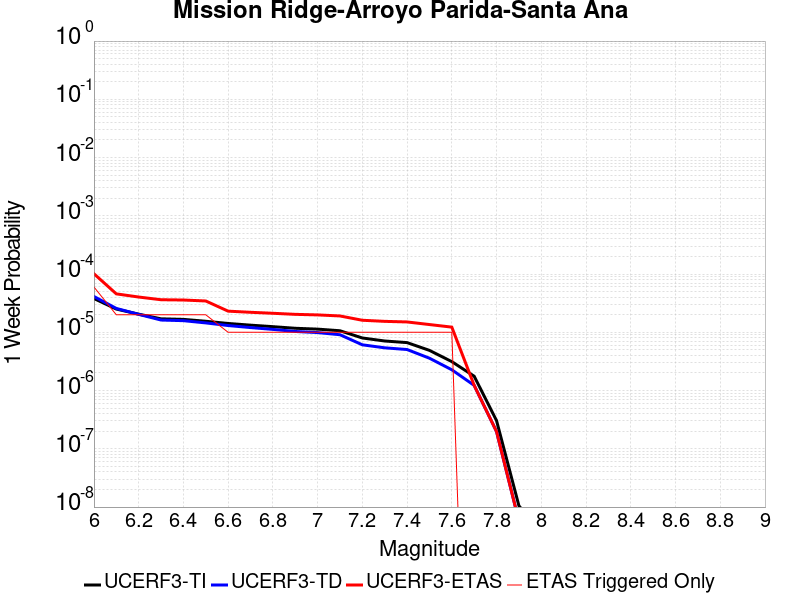 Mission Ridge-Arroyo Parida-Santa Ana
10^0
10^-1
10^-2
10^-3
10^-4
10^-5
10^-6
10^-7
10^-8
1 Week Probability
6 6.2 6.4 6.6 6.8 7 7.2 7.4 7.6 7.8 8 8.2 8.4 8.6 8.8 9
Magnitude
UCERF3-TI UCERF3-TD UCERF3-ETAS ETAS Triggered Only